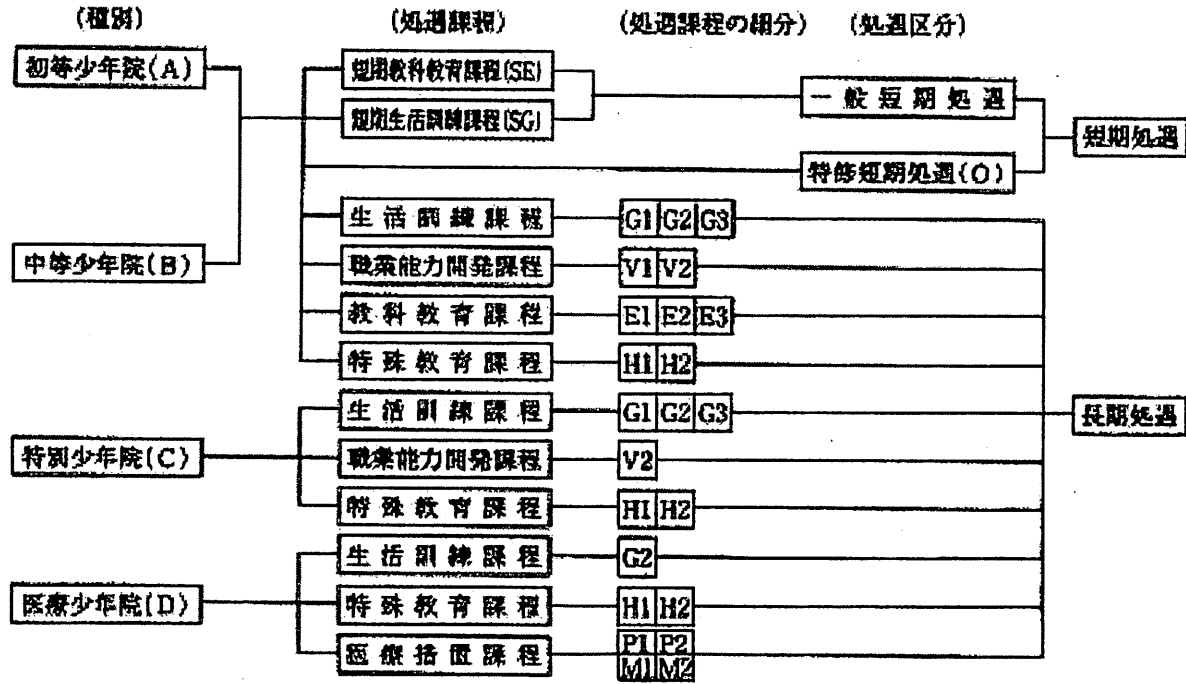 (種別) (処遇課程) (処遇課程の細分) (処遇区分)
初等少年院(A)
短期教科教育課程(SE)
短期生活訓練課程(SG)
一般短期処遇
短期処遇
特修短期処遇(O)
中等少年院(B)
生活訓練課程 G1 G2 G3
職業能力開発課程 V1 V2
教科教育課程 E1 E2 E3
特殊教育課程 H1 H2
特別少年院(C)
生活訓練課程 G1 G2 G3
長期処遇
職業能力開発課程 V2
特殊教育課程 H1 H2
医療少年院(D)
生活訓練課程 G2
特殊教育課程 H1 H2
医療措置課程 P1 P2
M1 M2